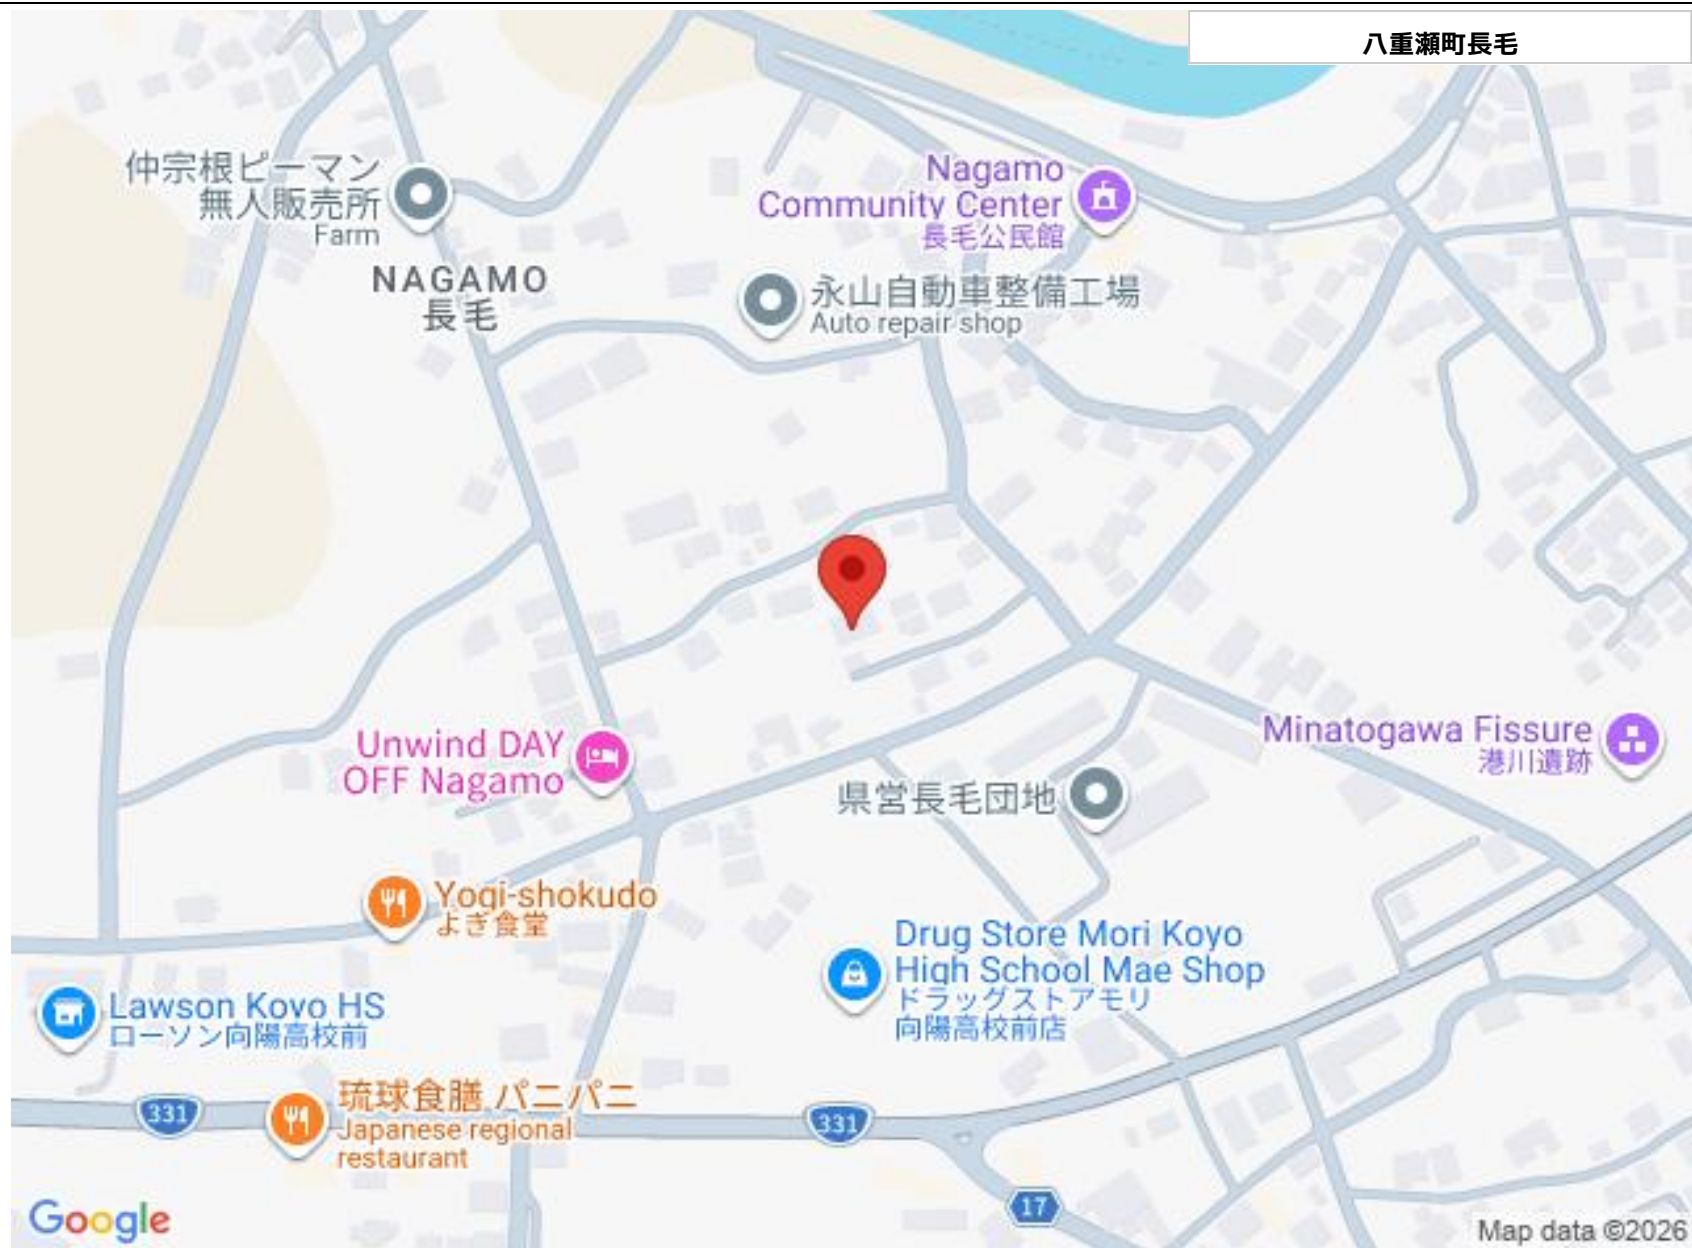 八重瀬町長毛
仲宗根ピーマン
無人販売所
Farm
NAGAMO
長毛
Nagamo
Community Center
長毛公民館
永山自動車整備工場
Auto repair shop
Unwind DAY
OFF Nagamo
Minatogawa Fissure
港川遺跡
県営長毛団地
Yogi-shokudo
よぎ食堂
Drug Store Mori Koyo
High School Mae Shop
ドラッグストアモリ
向陽高校前店
Lawson Koyo HS
ローソン向陽高校前
331
琉球食膳 パニパニ
Japanese regional
restaurant
331
17
Google
Map data ©2026